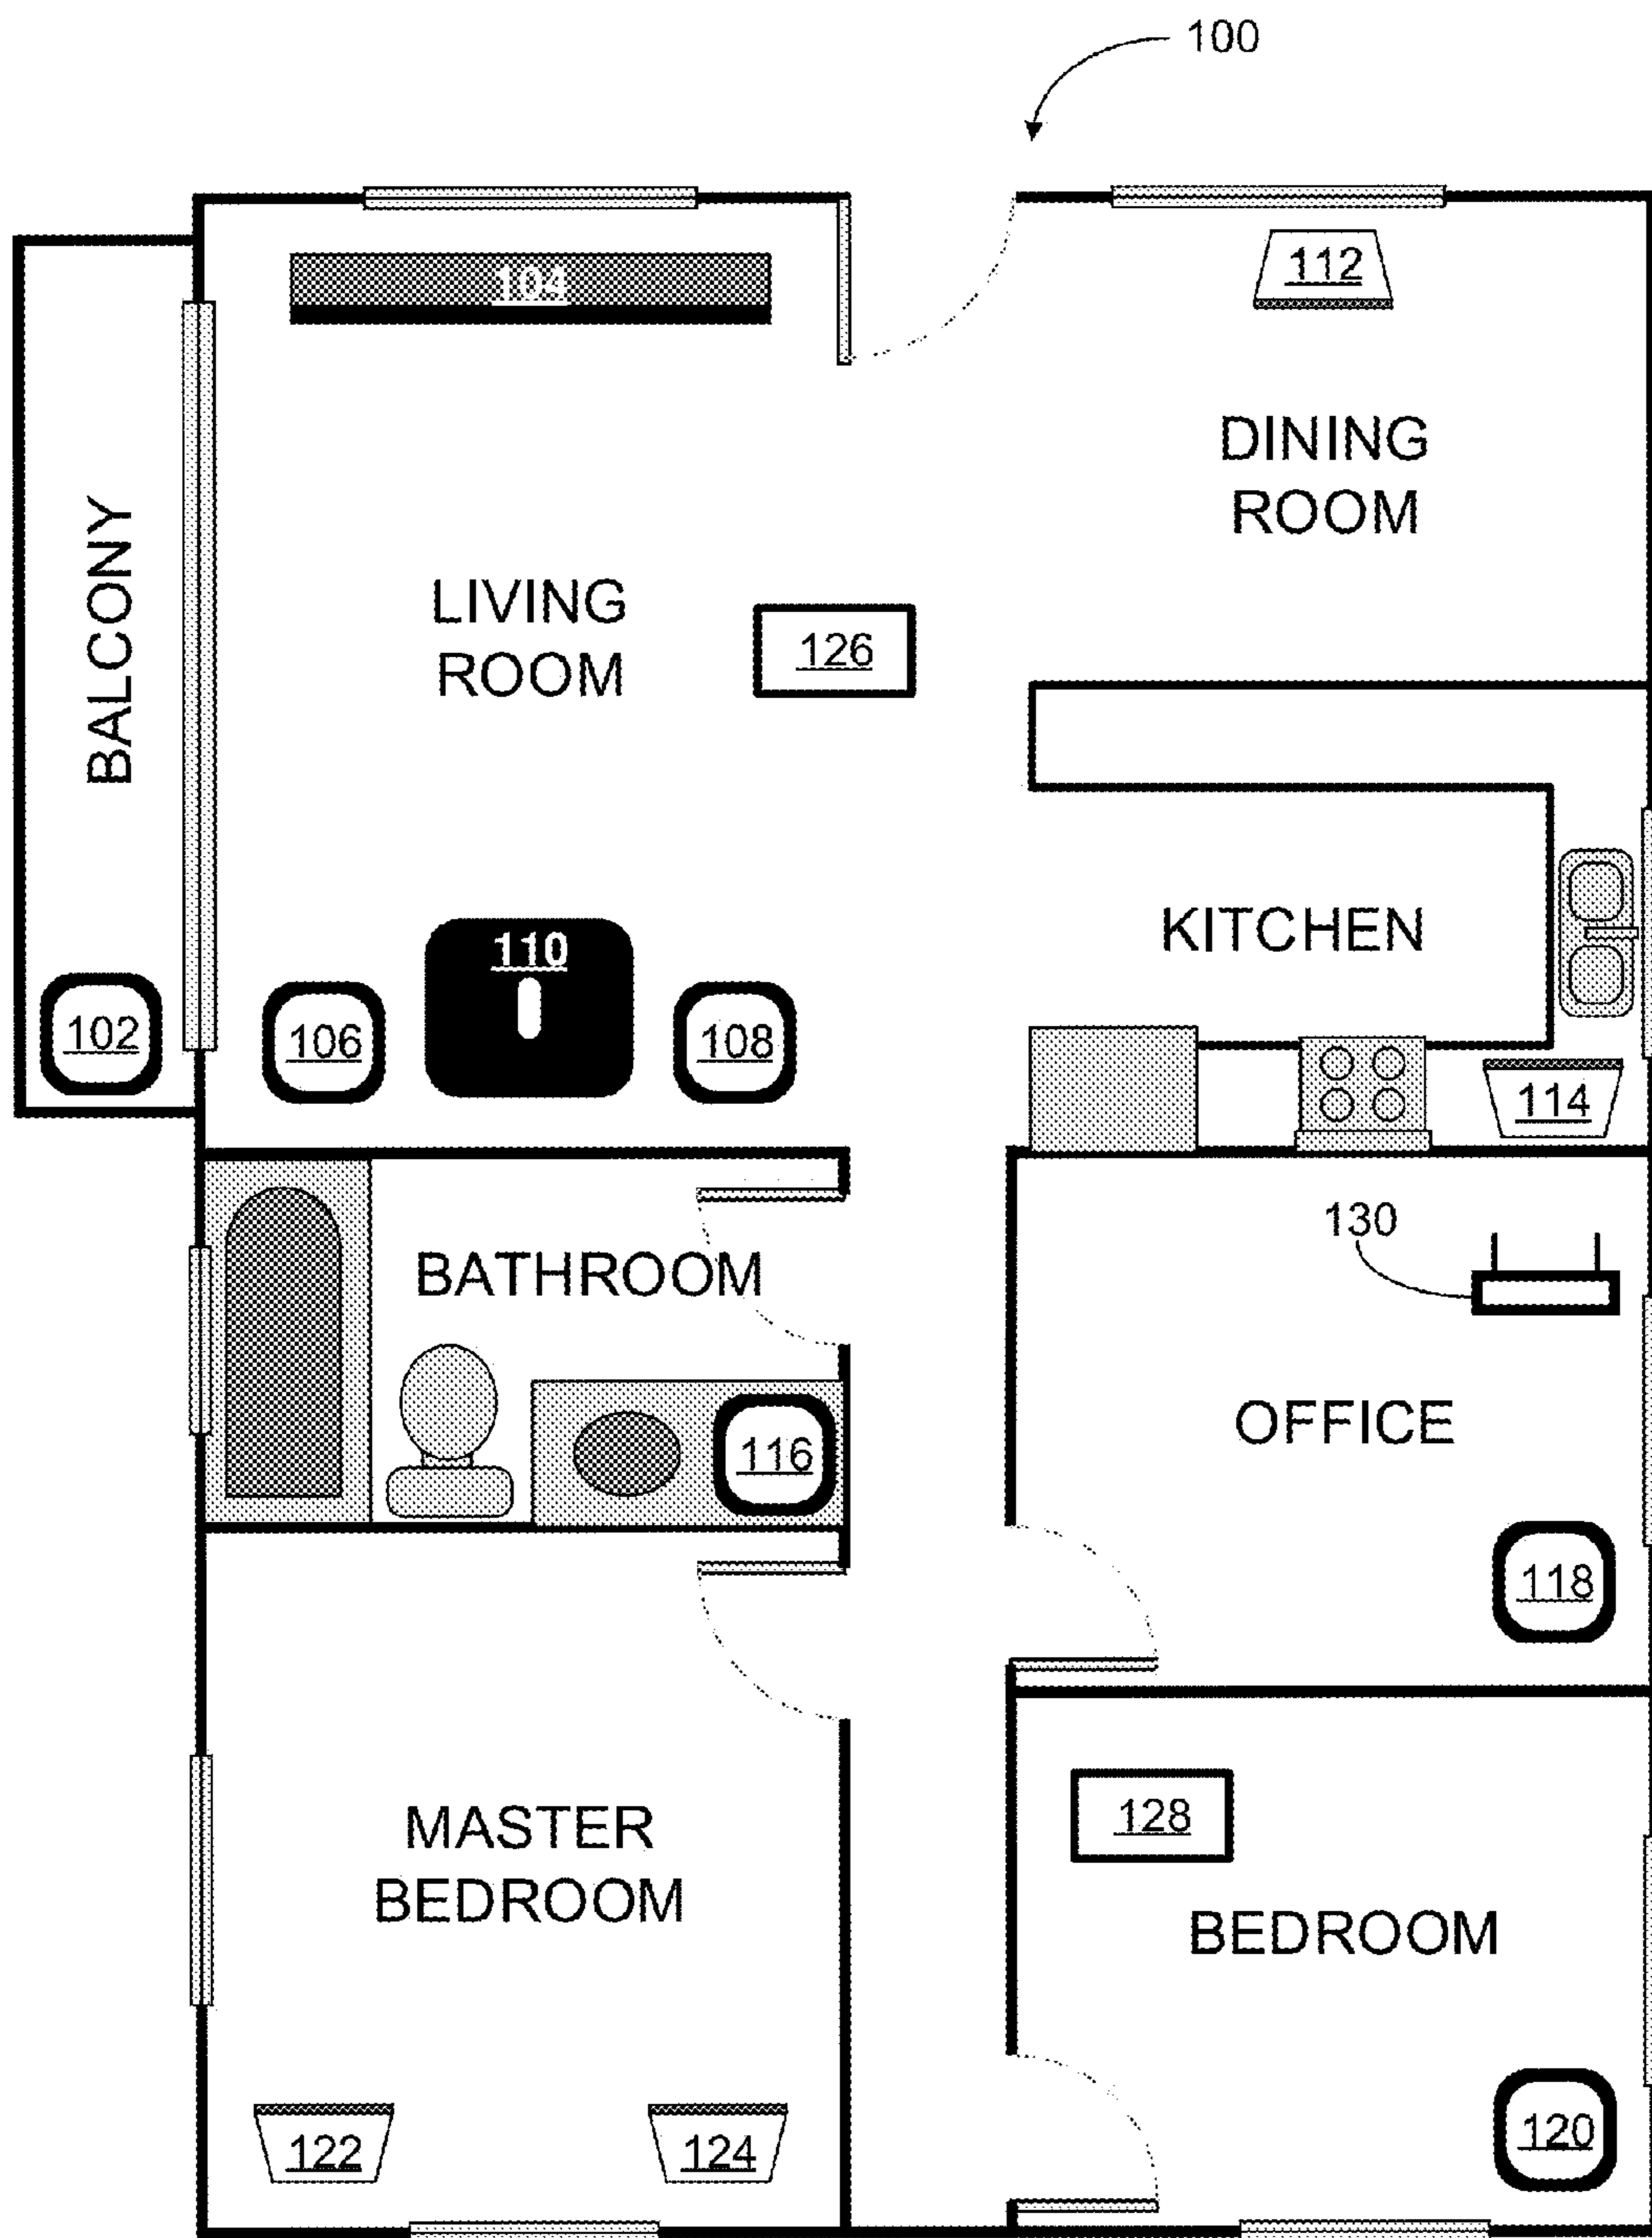 100
104
112
DINING
ROOM
BALCONY
LIVING
ROOM
126
KITCHEN
110
102
106
108
114
130
BATHROOM
OFFICE
116
118
MASTER
BEDROOM
128
BEDROOM
122
124
120